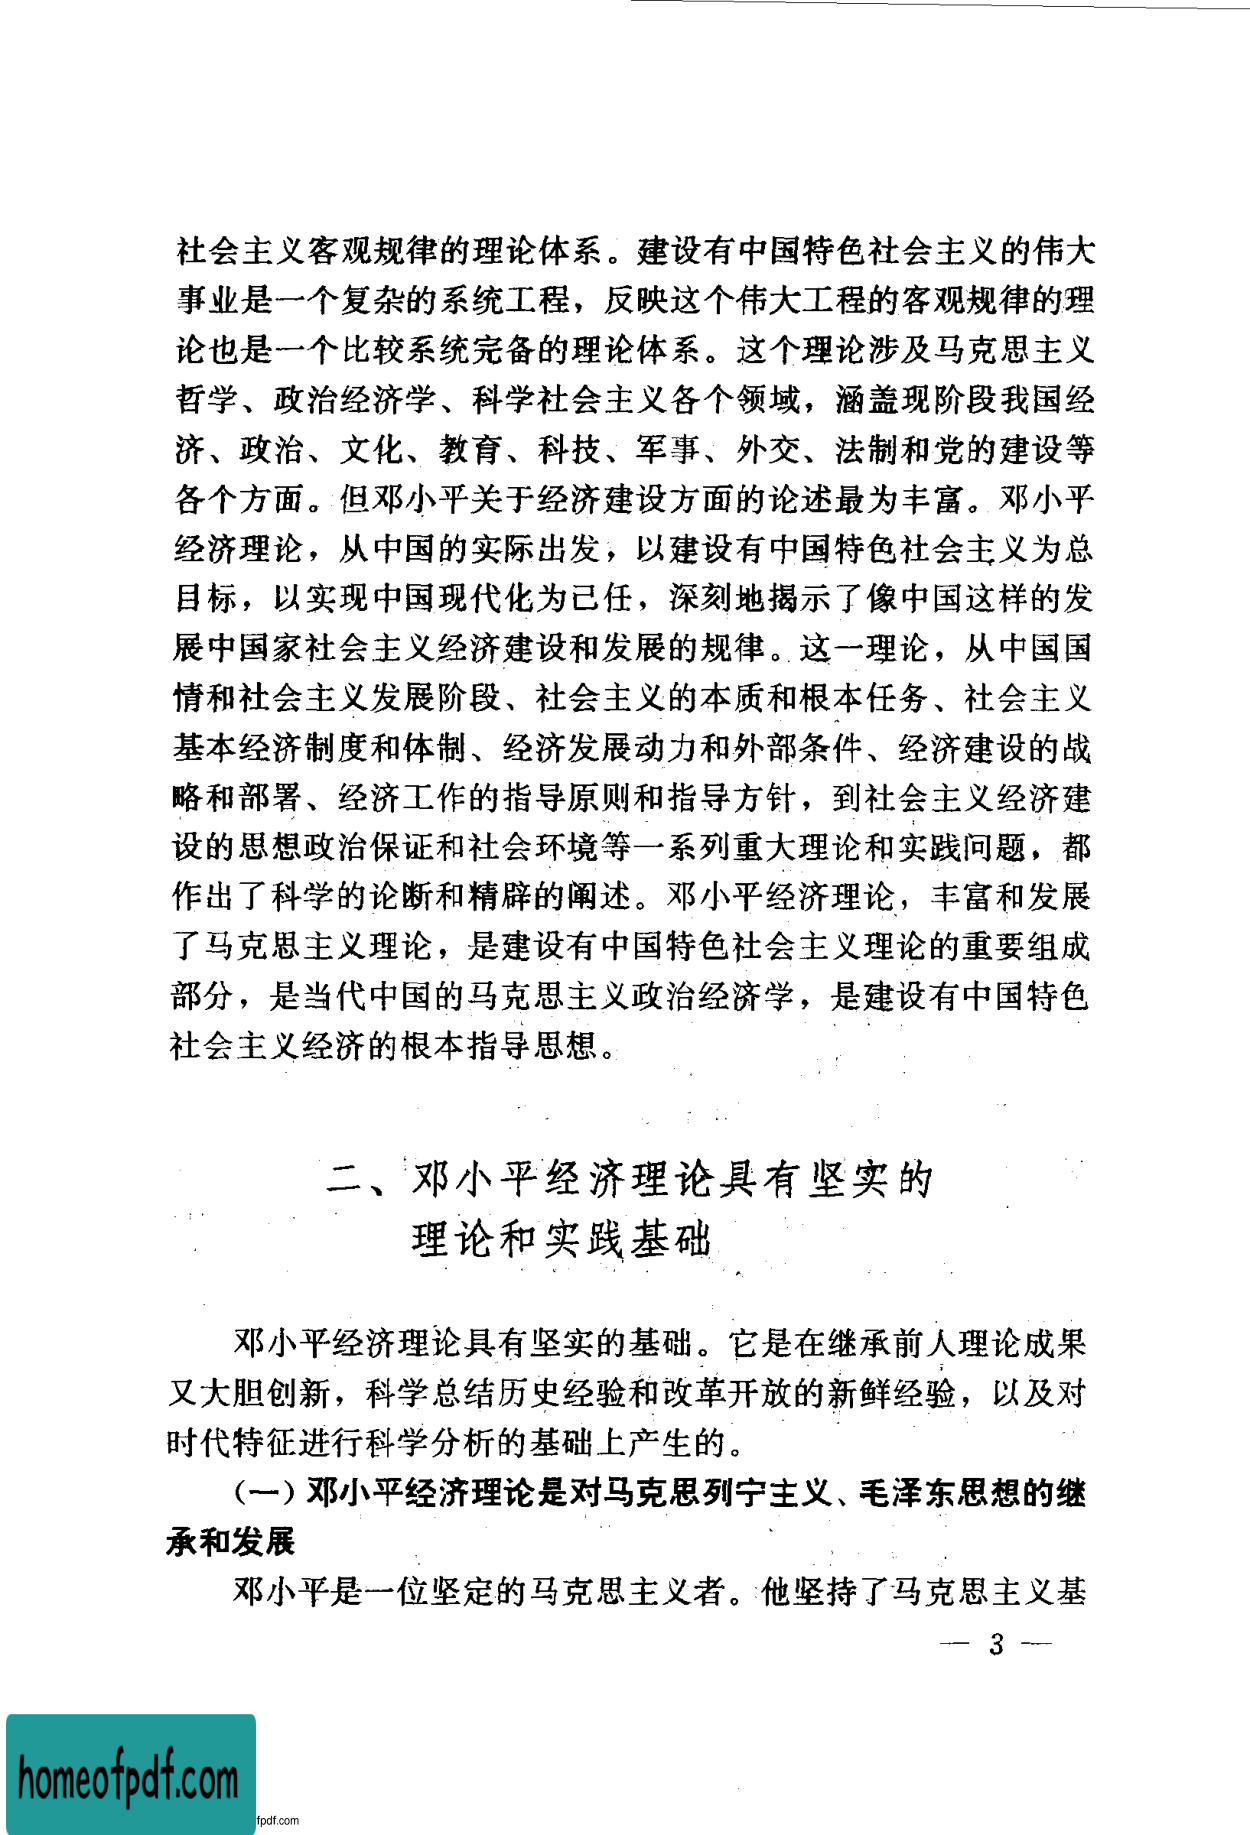 社会主义客观规律的理论体系。建设有中国特色社会主义的伟大
事业是一个复杂的系统工程，反映这个伟大工程的客观规律的理
论也是一个比较系统完备的理论体系。这个理论涉及马克思主义
哲学、政治经济学、科学社会主义各个领域，涵盖现阶段我国经
济、政治、文化、教育、科技、军事、外交、法制和党的建设等
各个方面。但邓小平关于经济建设方面的论述最为丰富。邓小平
经济理论，从中国的实际出发，以建设有中国特色社会主义为总
目标，以实现中国现代化为己任，深刻地揭示了像中国这样的发
展中国家社会主义经济建设和发展的规律。这一理论，从中国国
情和社会主义发展阶段、社会主义的本质和根本任务、社会主义
基本经济制度和体制、经济发展动力和外部条件、经济建设的战
略和部署、经济工作的指导原则和指导方针，到社会主义经济建
设的思想政治保证和社会环境等一系列重大理论和实践问题，都
作出了科学的论断和精辟的阐述。邓小平经济理论，丰富和发展
了马克思主义理论，是建设有中国特色社会主义理论的重要组成
部分，是当代中国的马克思主义政治经济学，是建设有中国特色
社会主义经济的根本指导思想。
二、邓小平经济理论具有坚实的
理论和实践基础
邓小平经济理论具有坚实的基础。它是在继承前人理论成果
又大胆创新，科学总结历史经验和改革开放的新鲜经验，以及对
时代特征进行科学分析的基础上产生的。
（一）邓小平经济理论是对马克思列宁主义、毛泽东思想的继
承和发展
邓小平是一位坚定的马克思主义者。他坚持了马克思主义基
— 3 —
homeofpdf.com
fpdf.com